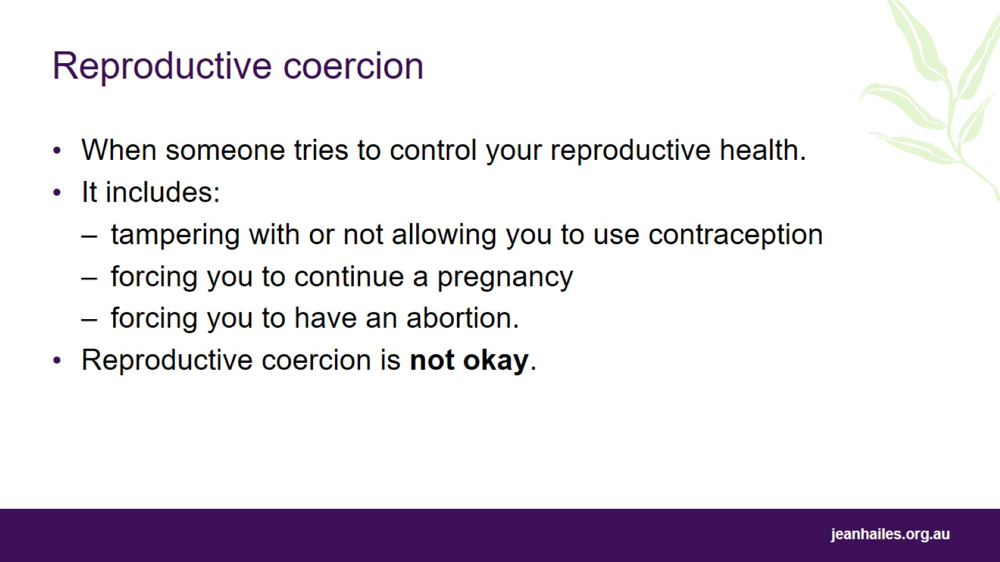 Reproductive coercion
• When someone tries to control your reproductive health.
• It includes:
– tampering with or not allowing you to use contraception
– forcing you to continue a pregnancy
– forcing you to have an abortion.
• Reproductive coercion is not okay.
jeanhailes.org.au